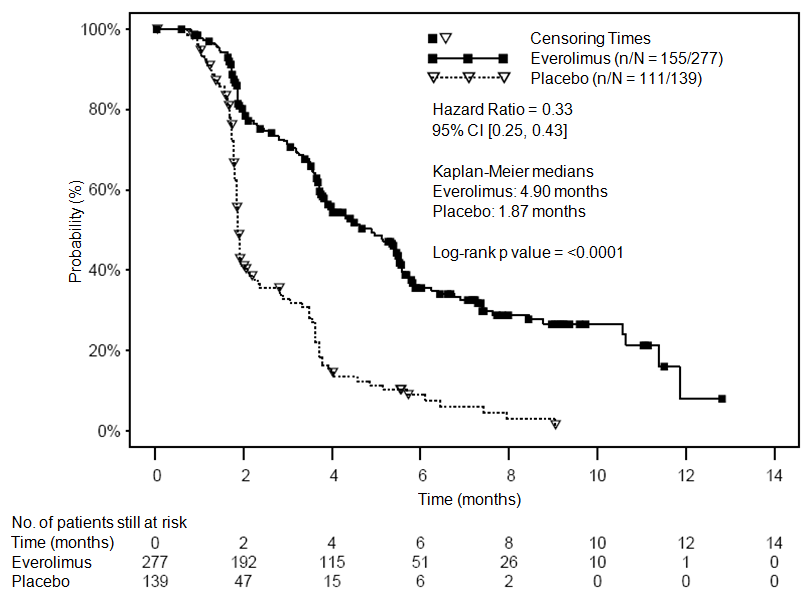 100%
80%
60%
40%
20%
0%
Probability (%)
Censoring Times
Everolimus (n/N = 155/277)
Placebo (n/N = 111/139)
Hazard Ratio = 0.33
95% CI [0.25, 0.43]
Kaplan-Meier medians
Everolimus: 4.90 months
Placebo: 1.87 months
Log-rank p value = <0.0001
0 2 4 6 8 10 12 14
Time (months)
No. of patients still at risk
Time (months) 0 2 4 6 8 10 12 14
Everolimus 277 192 115 51 26 10 1 0
Placebo 139 47 15 6 2 0 0 0